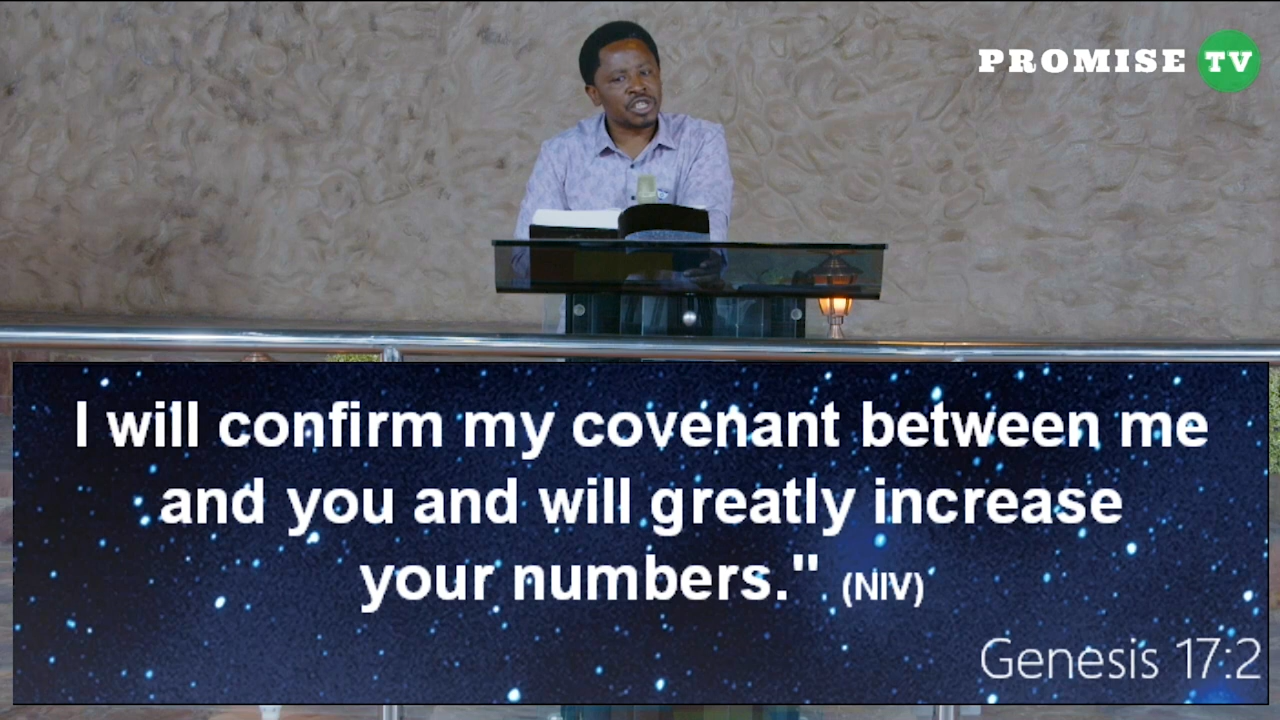 PROMISE TV
I will confirm my covenant between me
and you and will greatly increase
your numbers." (NIV)
Genesis 17:2